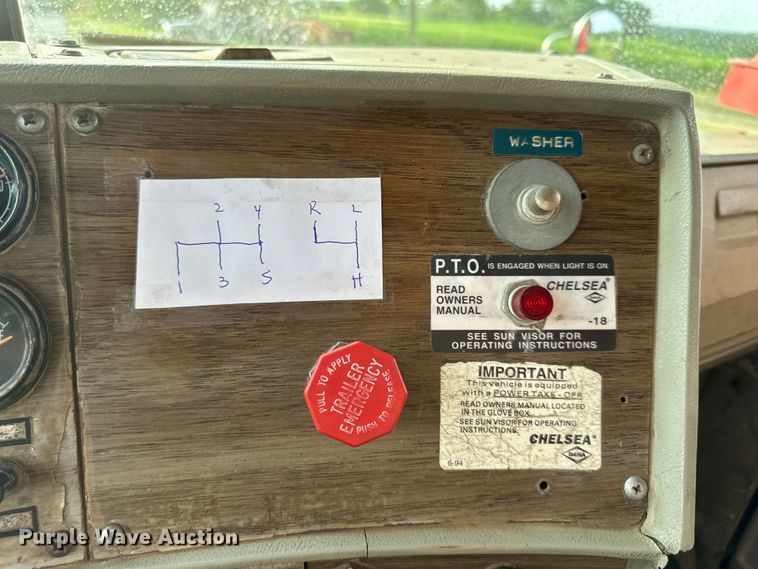 WASHER
2 4 R L
1 3 5 H
P.T.O. IS ENGAGED WHEN LIGHT IS ON
READ
OWNERS
MANUAL
CHELSEA®
DANA
-18
SEE SUN VISOR FOR
OPERATING INSTRUCTIONS
PULL TO APPLY
TRAILER
EMERGENCY
PUSH TO RELEASE
IMPORTANT
This vehicle is equipped
with a POWER TAKE-OFF
READ OWNERS MANUAL LOCATED
IN THE GLOVE BOX.
SEE SUN VISOR FOR OPERATING
INSTRUCTIONS.
CHELSEA®
DANA
6-94
Purple Wave Auction